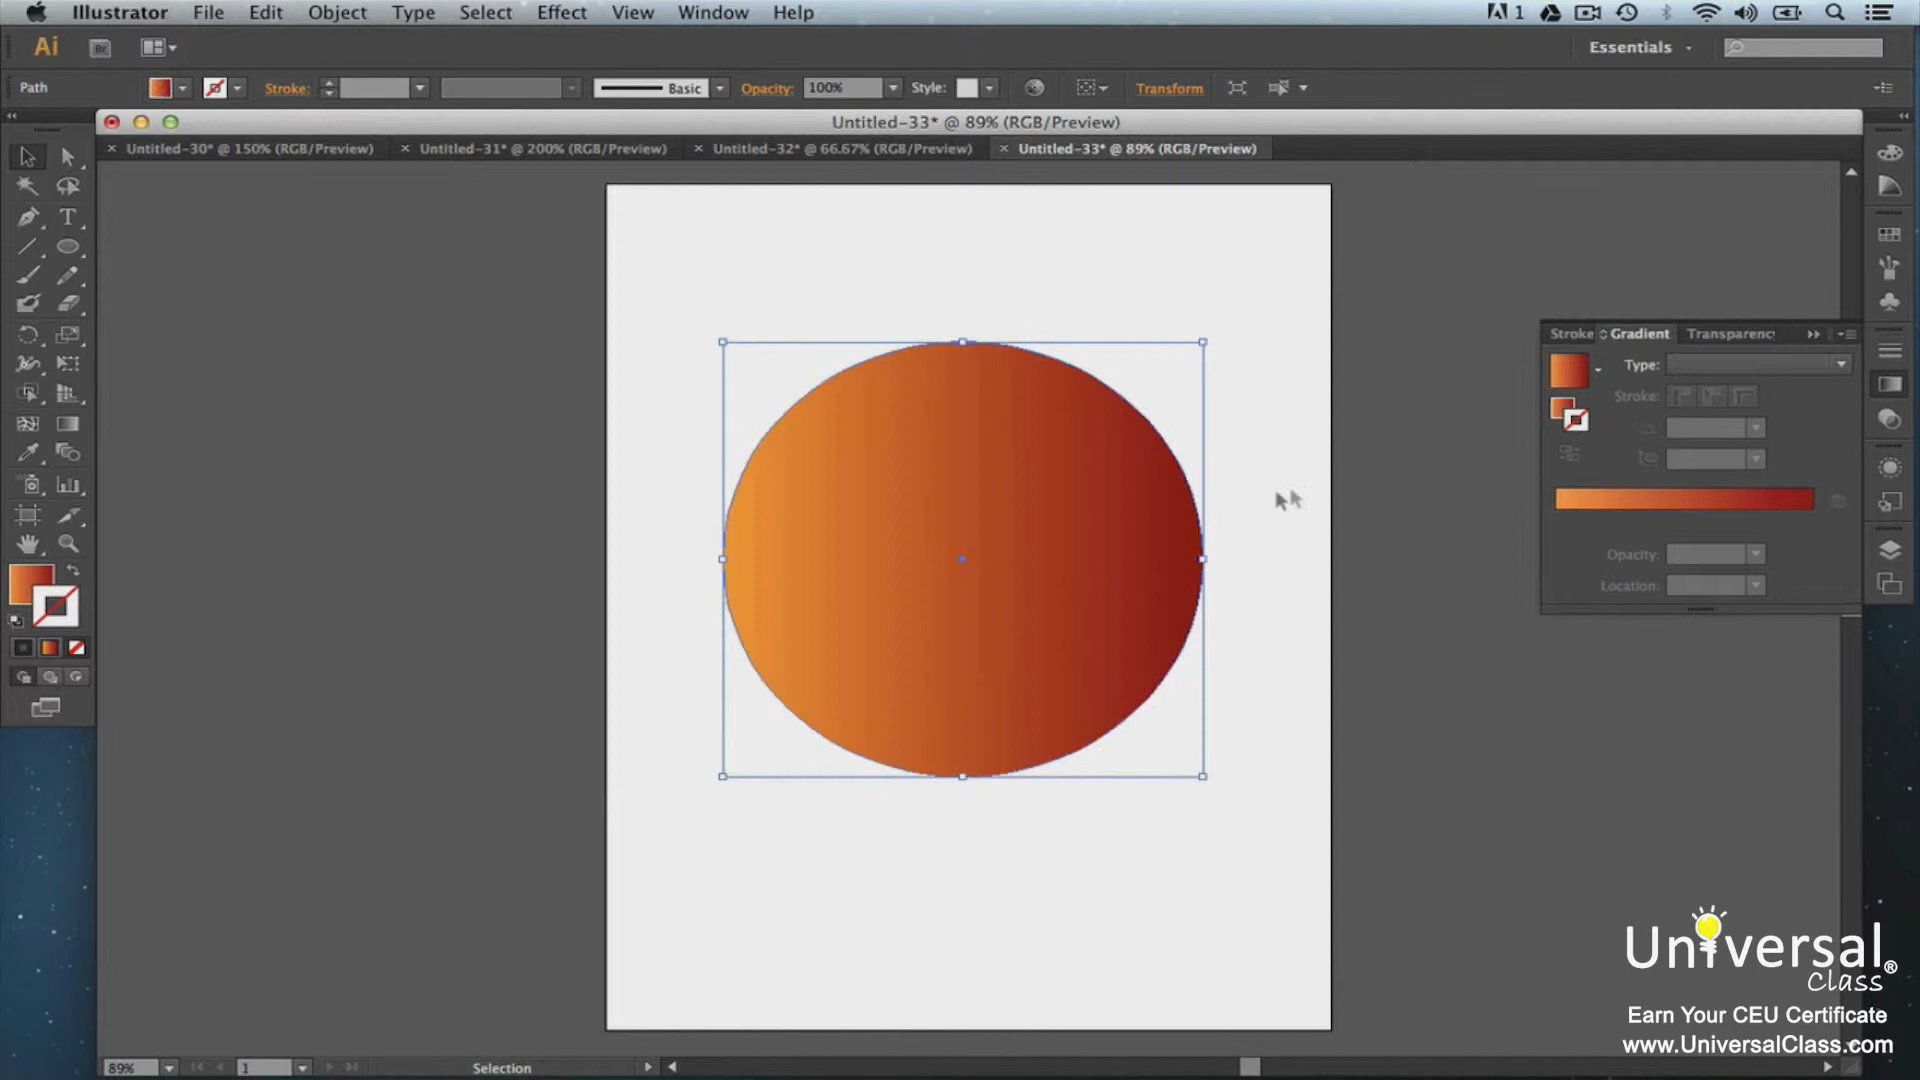 Illustrator File Edit Object Type Select Effect View Window Help
1
Ai Br Essentials
Path Stroke: Basic Opacity: 100% Style: Transform
Untitled-33* @ 89% (RGB/Preview)
Untitled-30* @ 150% (RGB/Preview) Untitled-31* @ 200% (RGB/Preview) Untitled-32* @ 66.67% (RGB/Preview) Untitled-33* @ 89% (RGB/Preview)
Stroke Gradient Transparency
Type:
Stroke:
Opacity:
Location:
Universal®
Class
Earn Your CEU Certificate
www.UniversalClass.com
89% 1 Selection